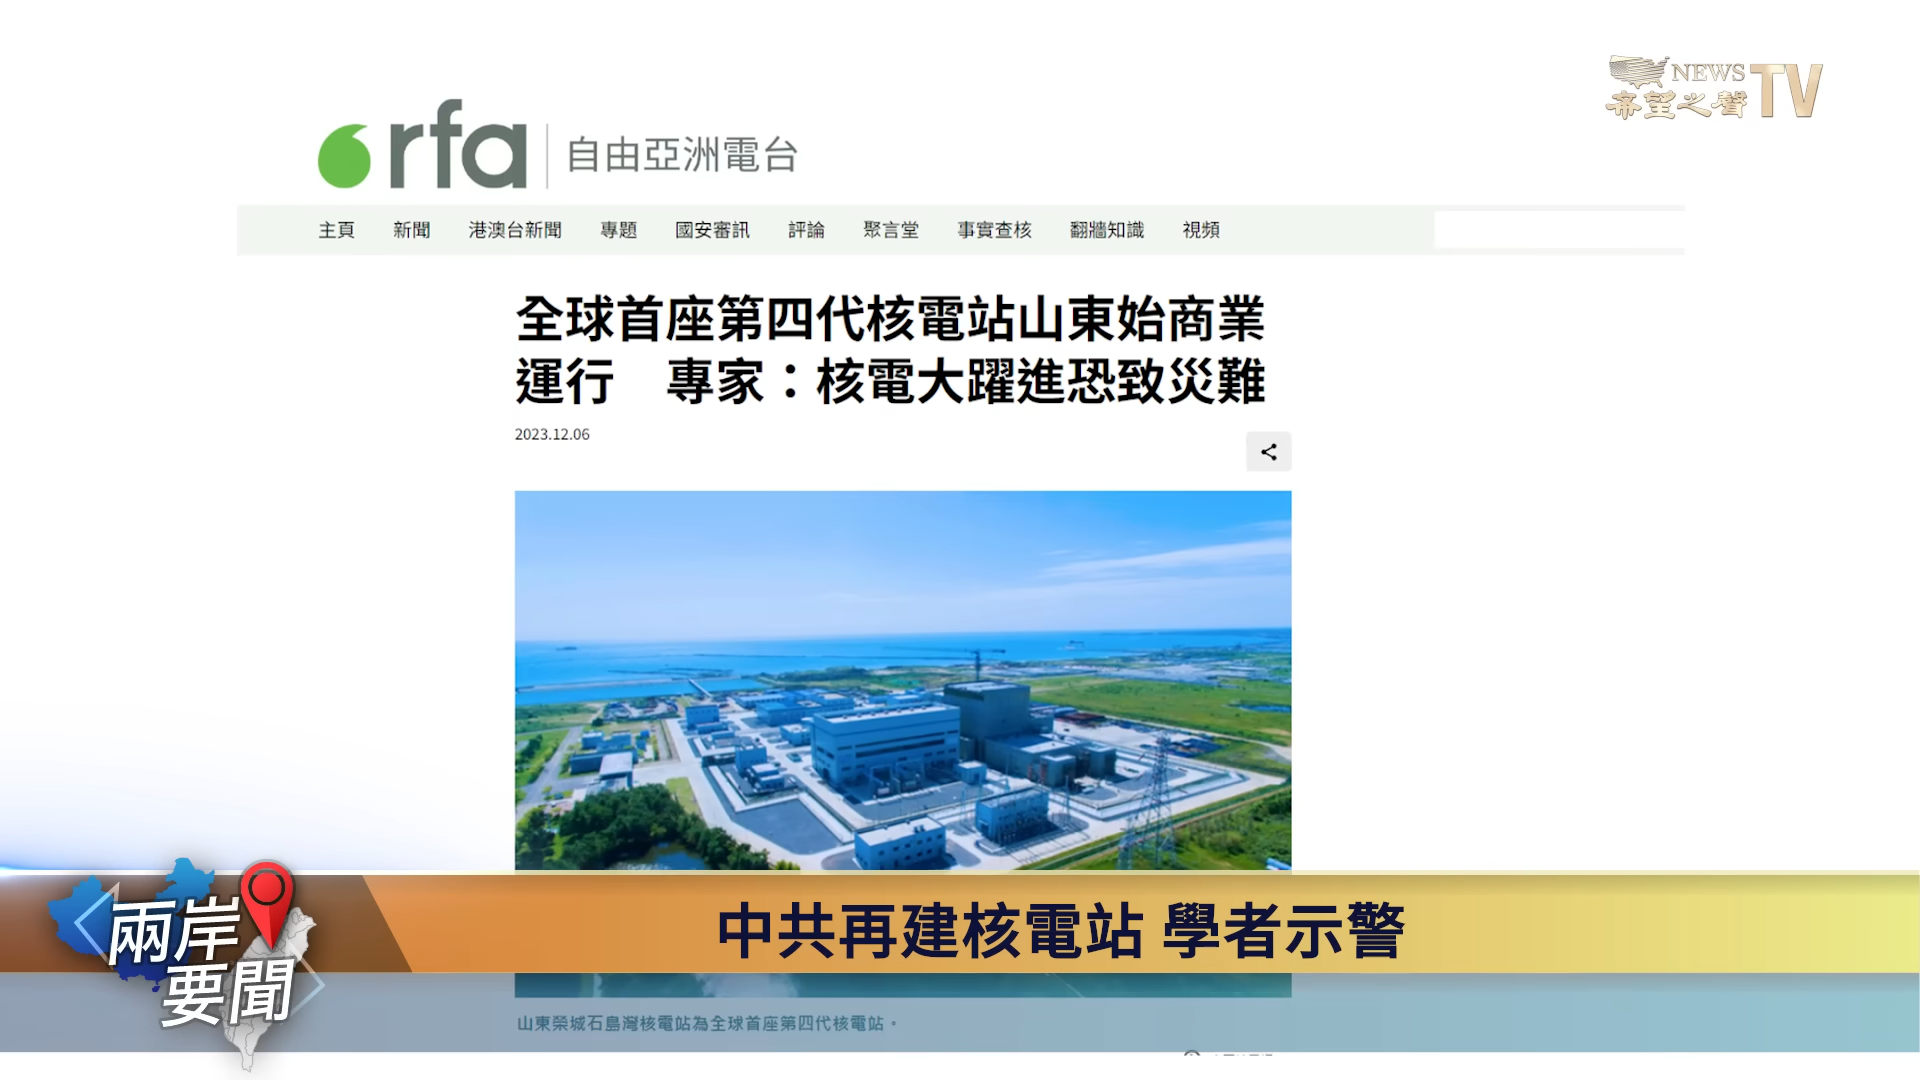 NEWS
希望之聲TV
rfa 自由亞洲電台
主頁 新聞 港澳台新聞 專題 國安審訊 評論 聚言堂 事實查核 翻牆知識 視頻
全球首座第四代核電站山東始商業
運行 專家：核電大躍進恐致災難
2023.12.06
中共再建核電站 學者示警
兩岸
要聞
山東榮城石島灣核電站為全球首座第四代核電站。